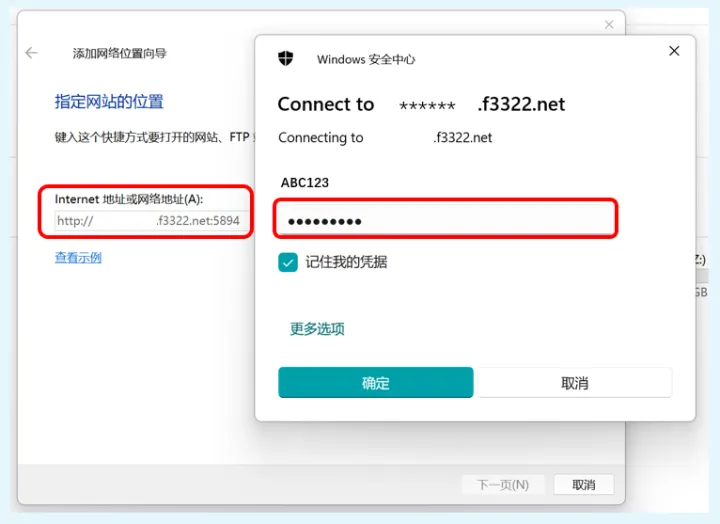 添加网络位置向导
指定网站的位置
键入这个快捷方式要打开的网站、FTP
Internet 地址或网络地址(A):
http:// .f3322.net:5894
查看示例
Windows 安全中心
Connect to ****** .f3322.net
Connecting to .f3322.net
ABC123
•••••••••
记住我的凭据
更多选项
确定
取消
Z:)
GB
下一页(N)
取消